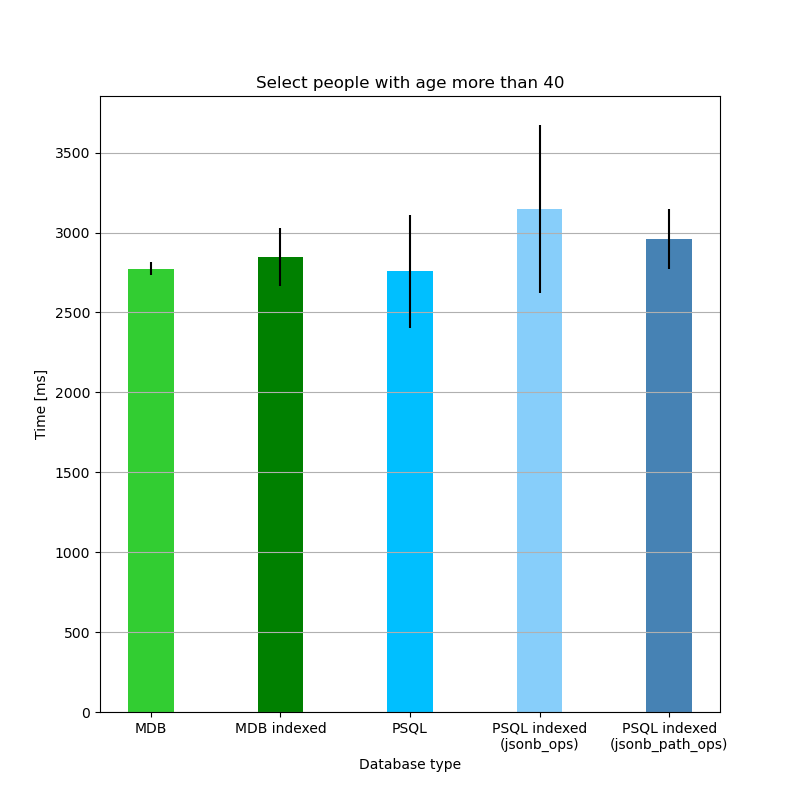 Select people with age more than 40
Time [ms]
3500
3000
2500
2000
1500
1000
500
0
MDB
MDB indexed
PSQL
PSQL indexed
(jsonb_ops)
PSQL indexed
(jsonb_path_ops)
Database type